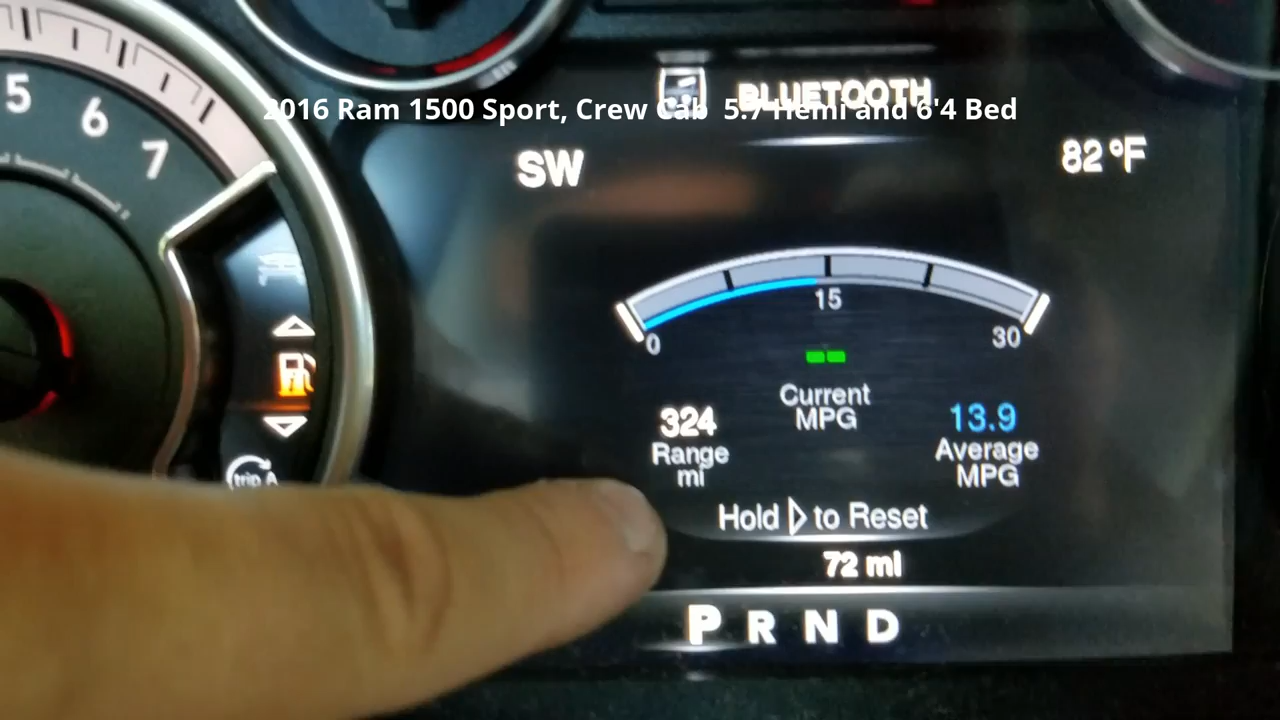 BLUETOOTH
2016 Ram 1500 Sport, Crew Cab 5.7 Hemi and 6'4 Bed
5
6
7
SW
82 °F
15
0
30
Current
MPG
324
Range
mi
13.9
Average
MPG
trip A
Hold to Reset
72 mi
P R N D